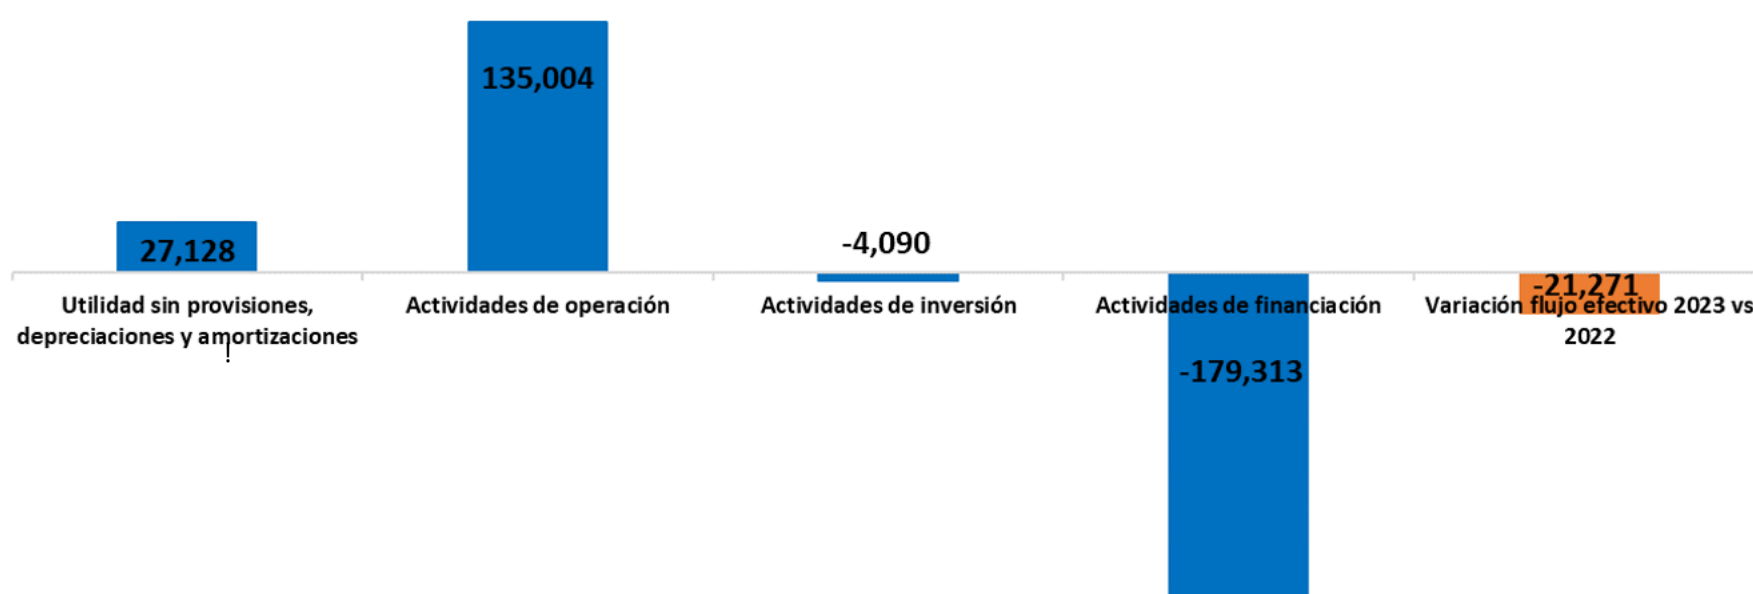 135,004
27,128
-4,090
-21,271
Utilidad sin provisiones,
depreciaciones y amortizaciones
!
Actividades de operación
Actividades de inversión
Actividades de financiación
Variación flujo efectivo 2023 vs
2022
-179,313